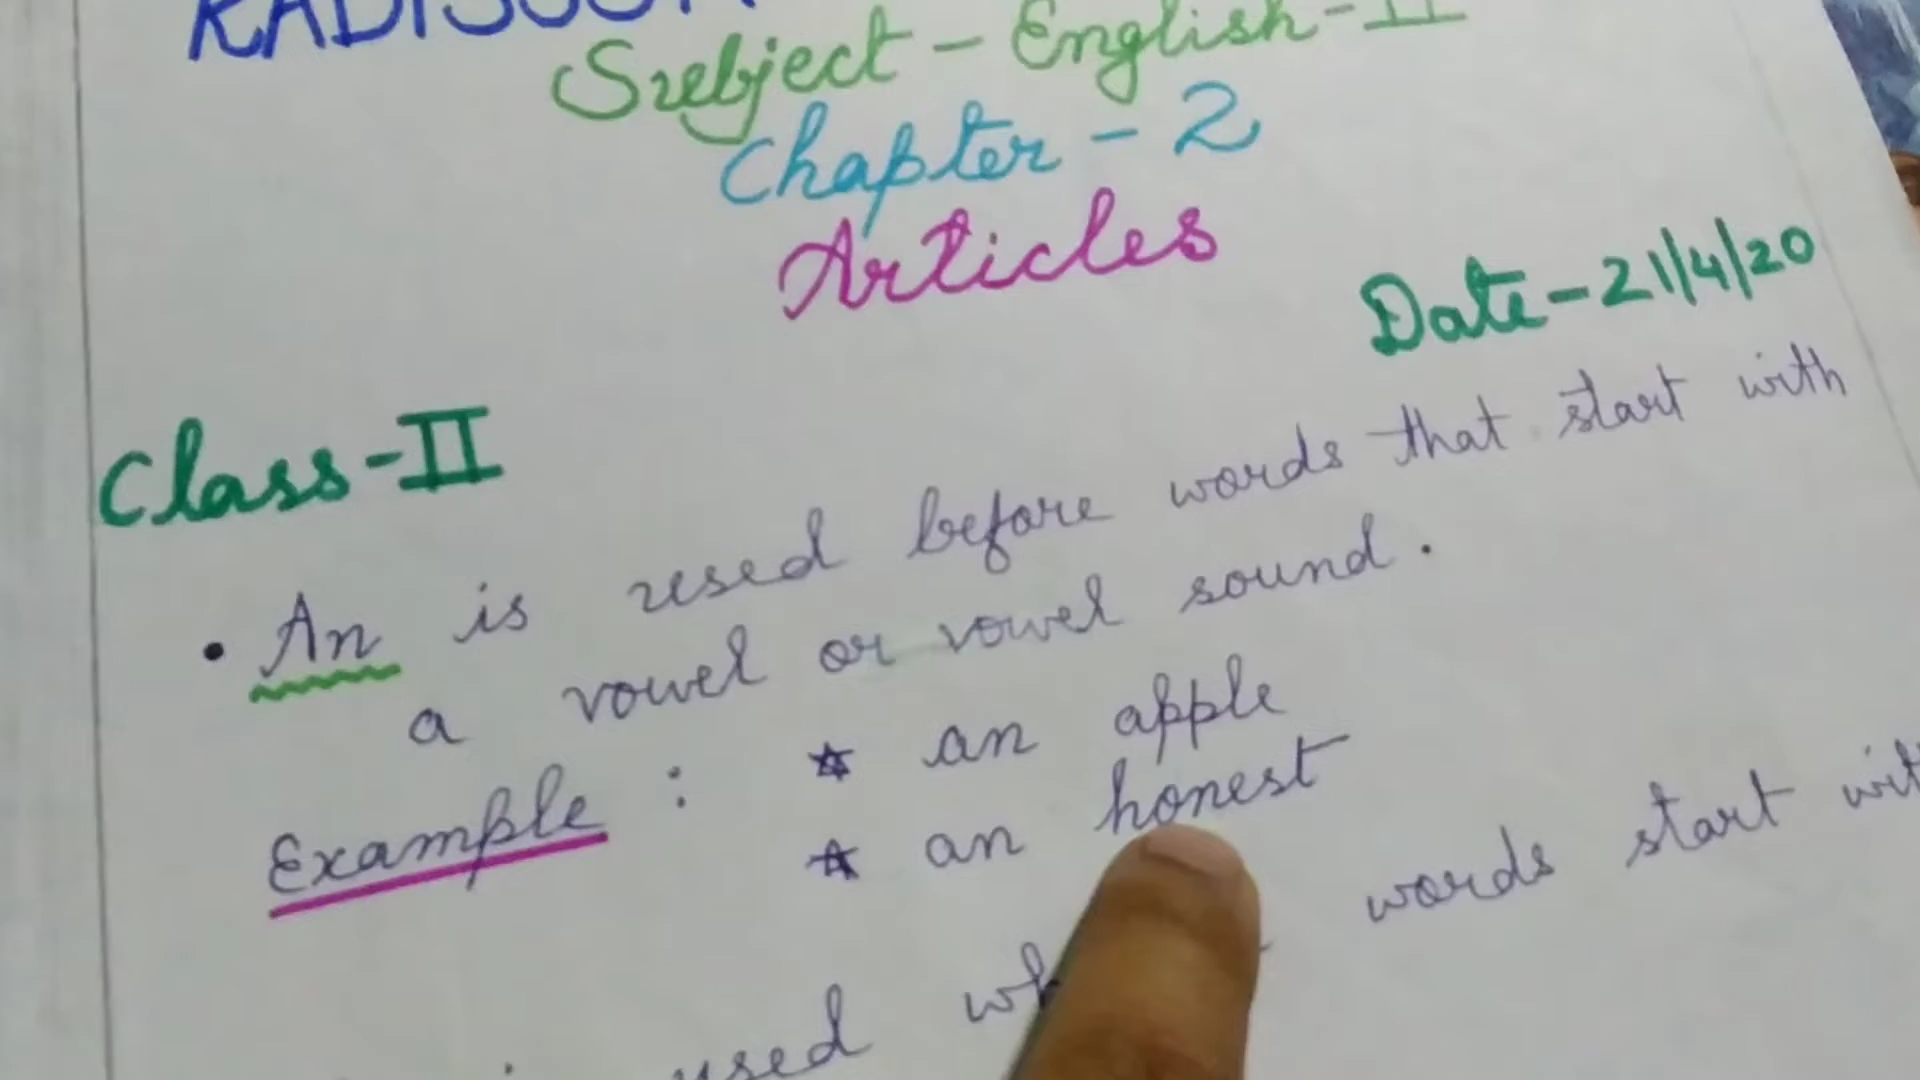 Subject - English - II
Chapter - 2
Articles
Date - 21/4/20
Class - II
• An is used before words that start with
a vowel or vowel sound.
Example : * an apple
* an honest
used words start